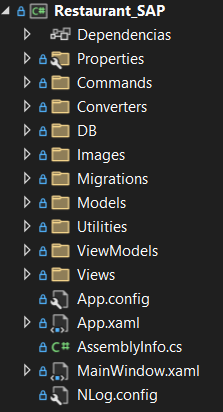 Restaurant_SAP
Dependencias
Properties
Commands
Converters
DB
Images
Migrations
Models
Utilities
ViewModels
Views
App.config
App.xaml
C# AssemblyInfo.cs
MainWindow.xaml
NLog.config